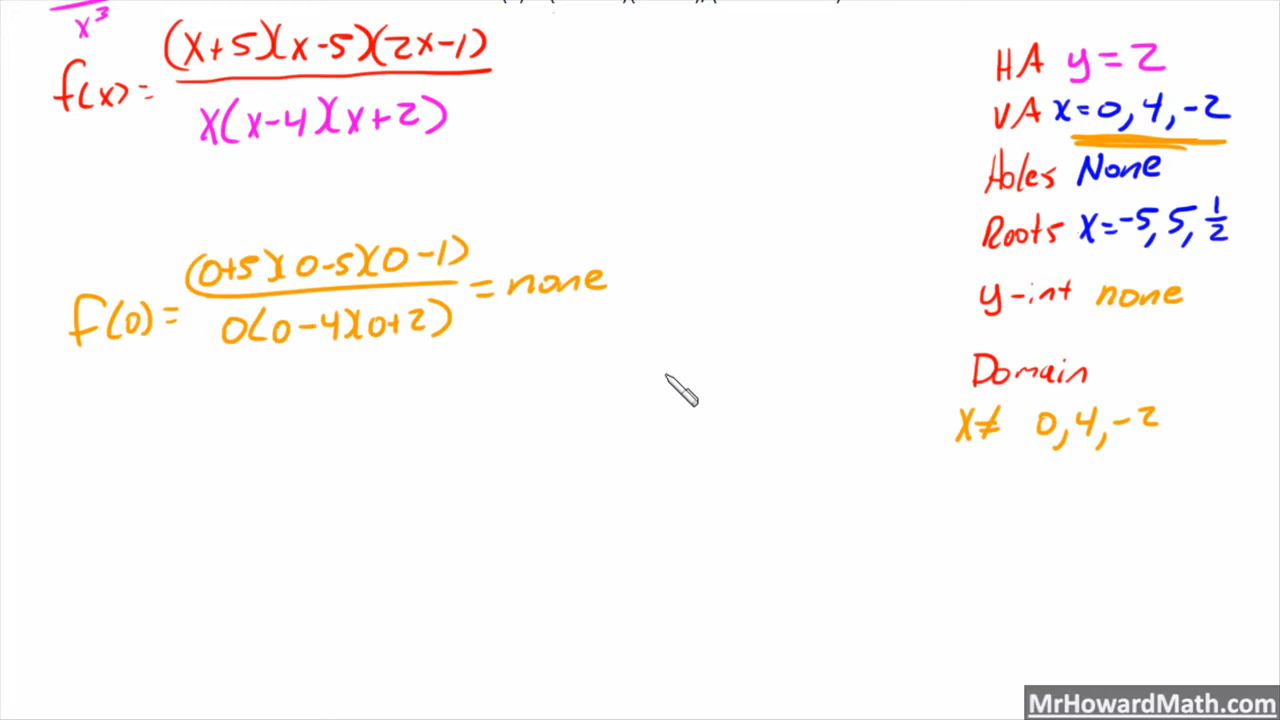 x³
f(x) = (x+5)(x-5)(2x-1)
x(x-4)(x+2)
f(0) = (0+5)(0-5)(0-1) = none
0(0-4)(0+2)
HA y = 2
VA x = 0, 4, -2
Holes None
Roots x = -5, 5, 1/2
y-int none
Domain
x ≠ 0, 4, -2
MrHowardMath.com